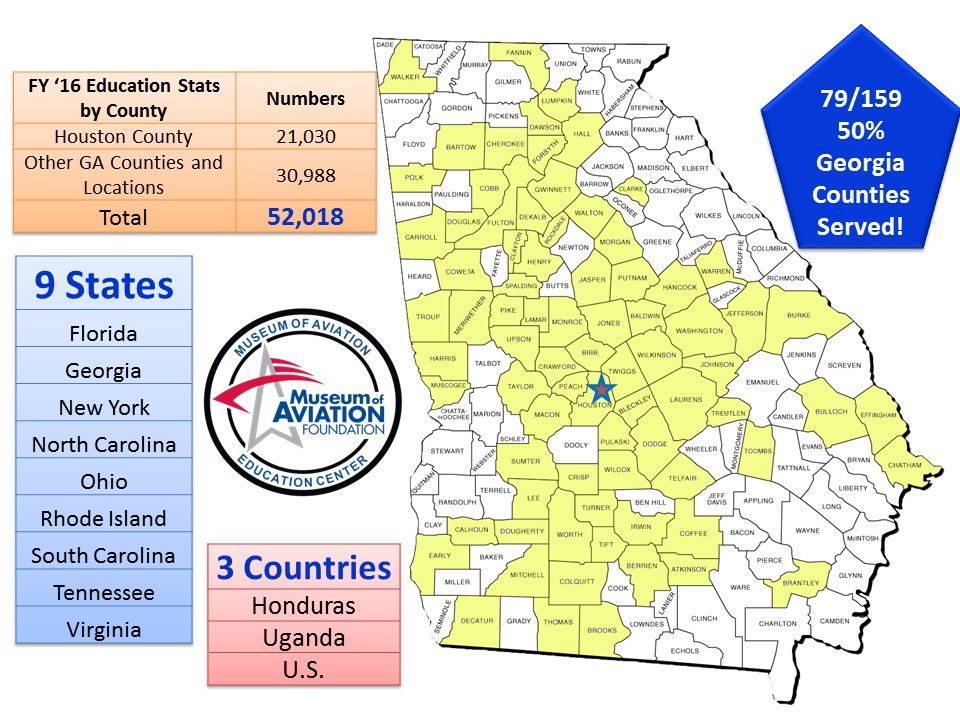 FY ‘16 Education Stats
by County
Numbers
Houston County
21,030
Other GA Counties and
Locations
30,988
Total
52,018
79/159
50%
Georgia
Counties
Served!
9 States
Florida
Georgia
New York
North Carolina
Ohio
Rhode Island
South Carolina
Tennessee
Virginia
MUSEUM OF AVIATION
Museum of
AVIATION
FOUNDATION
EDUCATION CENTER
3 Countries
Honduras
Uganda
U.S.
DADE
CATOOSA
WHITFIELD
MURRAY
FANNIN
UNION
TOWNS
RABUN
WALKER
GILMER
WHITE
HABERSHAM
STEPHENS
CHATTOOGA
GORDON
PICKENS
LUMPKIN
DAWSON
HALL
BANKS
FRANKLIN
HART
FLOYD
BARTOW
CHEROKEE
FORSYTH
JACKSON
MADISON
ELBERT
POLK
PAULDING
COBB
GWINNETT
BARROW
CLARKE
OGLETHORPE
HARALSON
DOUGLAS
FULTON
DEKALB
WALTON
OCONEE
WILKES
LINCOLN
CARROLL
CLAYTON
ROCKDALE
NEWTON
MORGAN
GREENE
TALIAFERRO
McDUFFIE
COLUMBIA
HEARD
COWETA
FAYETTE
HENRY
SPALDING
BUTTS
JASPER
PUTNAM
HANCOCK
WARREN
GLASCOCK
RICHMOND
TROUP
MERIWETHER
PIKE
LAMAR
MONROE
JONES
BALDWIN
WASHINGTON
JEFFERSON
BURKE
UPSON
BIBB
WILKINSON
HARRIS
TALBOT
CRAWFORD
TWIGGS
JOHNSON
JENKINS
SCREVEN
EMANUEL
MUSCOGEE
TAYLOR
PEACH
HOUSTON
BLECKLEY
LAURENS
TREUTLEN
CANDLER
BULLOCH
EFFINGHAM
CHATTA-
HOOCHEE
MARION
MACON
SCHLEY
DOOLY
PULASKI
DODGE
WHEELER
MONTGOMERY
TOOMBS
TATTNALL
EVANS
BRYAN
CHATHAM
STEWART
WEBSTER
SUMTER
CRISP
WILCOX
TELFAIR
LIBERTY
QUITMAN
RANDOLPH
TERRELL
LEE
TURNER
BEN HILL
JEFF
DAVIS
APPLING
LONG
CLAY
CALHOUN
DOUGHERTY
WORTH
TIFT
IRWIN
COFFEE
BACON
WAYNE
McINTOSH
EARLY
BAKER
BERRIEN
ATKINSON
PIERCE
GLYNN
MILLER
MITCHELL
COLQUITT
COOK
WARE
BRANTLEY
SEMINOLE
DECATUR
GRADY
THOMAS
BROOKS
LOWNDES
LANIER
CLINCH
CHARLTON
CAMDEN
ECHOLS